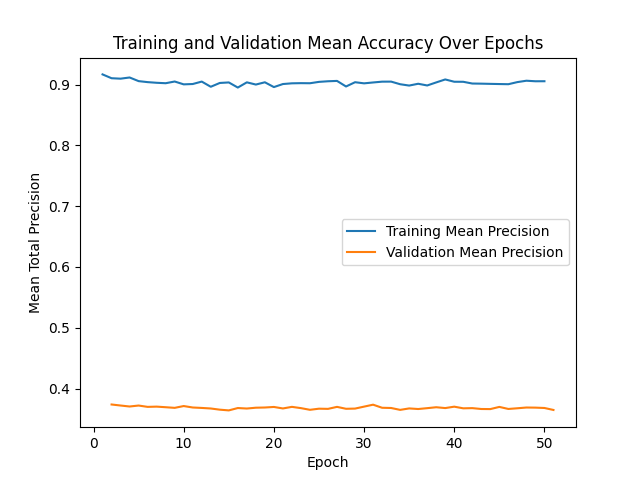 Training and Validation Mean Accuracy Over Epochs
Mean Total Precision
0.9
0.8
0.7
0.6
0.5
0.4
Training Mean Precision
Validation Mean Precision
0 10 20 30 40 50
Epoch